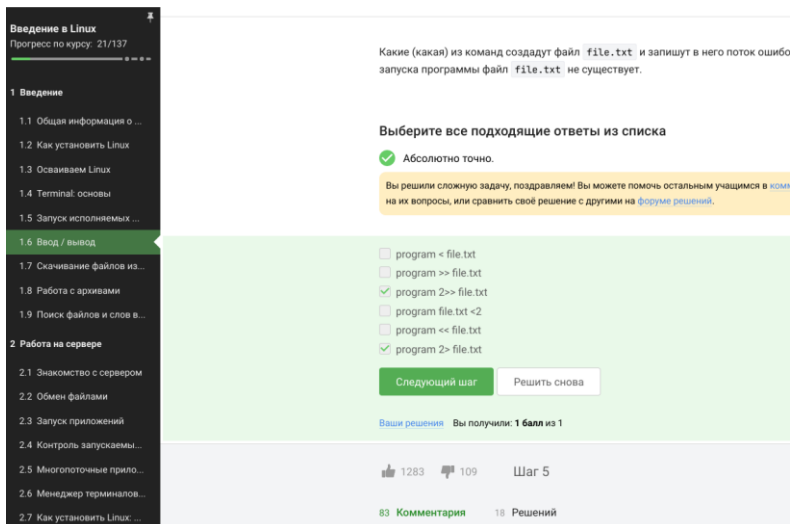 Введение в Linux
Прогресс по курсу: 21/137
1 Введение
1.1 Общая информация о ...
1.2 Как установить Linux
1.3 Осваиваем Linux
1.4 Terminal: основы
1.5 Запуск исполняемых ...
1.6 Ввод / вывод
1.7 Скачивание файлов из...
1.8 Работа с архивами
1.9 Поиск файлов и слов в...
2 Работа на сервере
2.1 Знакомство с сервером
2.2 Обмен файлами
2.3 Запуск приложений
2.4 Контроль запускаемы...
2.5 Многопоточные прило...
2.6 Менеджер терминалов...
2.7 Как установить Linux: ...
Какие (какая) из команд создадут файл file.txt и запишут в него поток ошибо
запуска программы файл file.txt не существует.
Выберите все подходящие ответы из списка
Абсолютно точно.
Вы решили сложную задачу, поздравляем! Вы можете помочь остальным учащимся в комм
на их вопросы, или сравнить своё решение с другими на форуме решений.
program < file.txt
program >> file.txt
program 2>> file.txt
program file.txt <2
program << file.txt
program 2> file.txt
Следующий шаг Решить снова
Ваши решения Вы получили: 1 балл из 1
1283 109 Шаг 5
83 Комментария 18 Решений